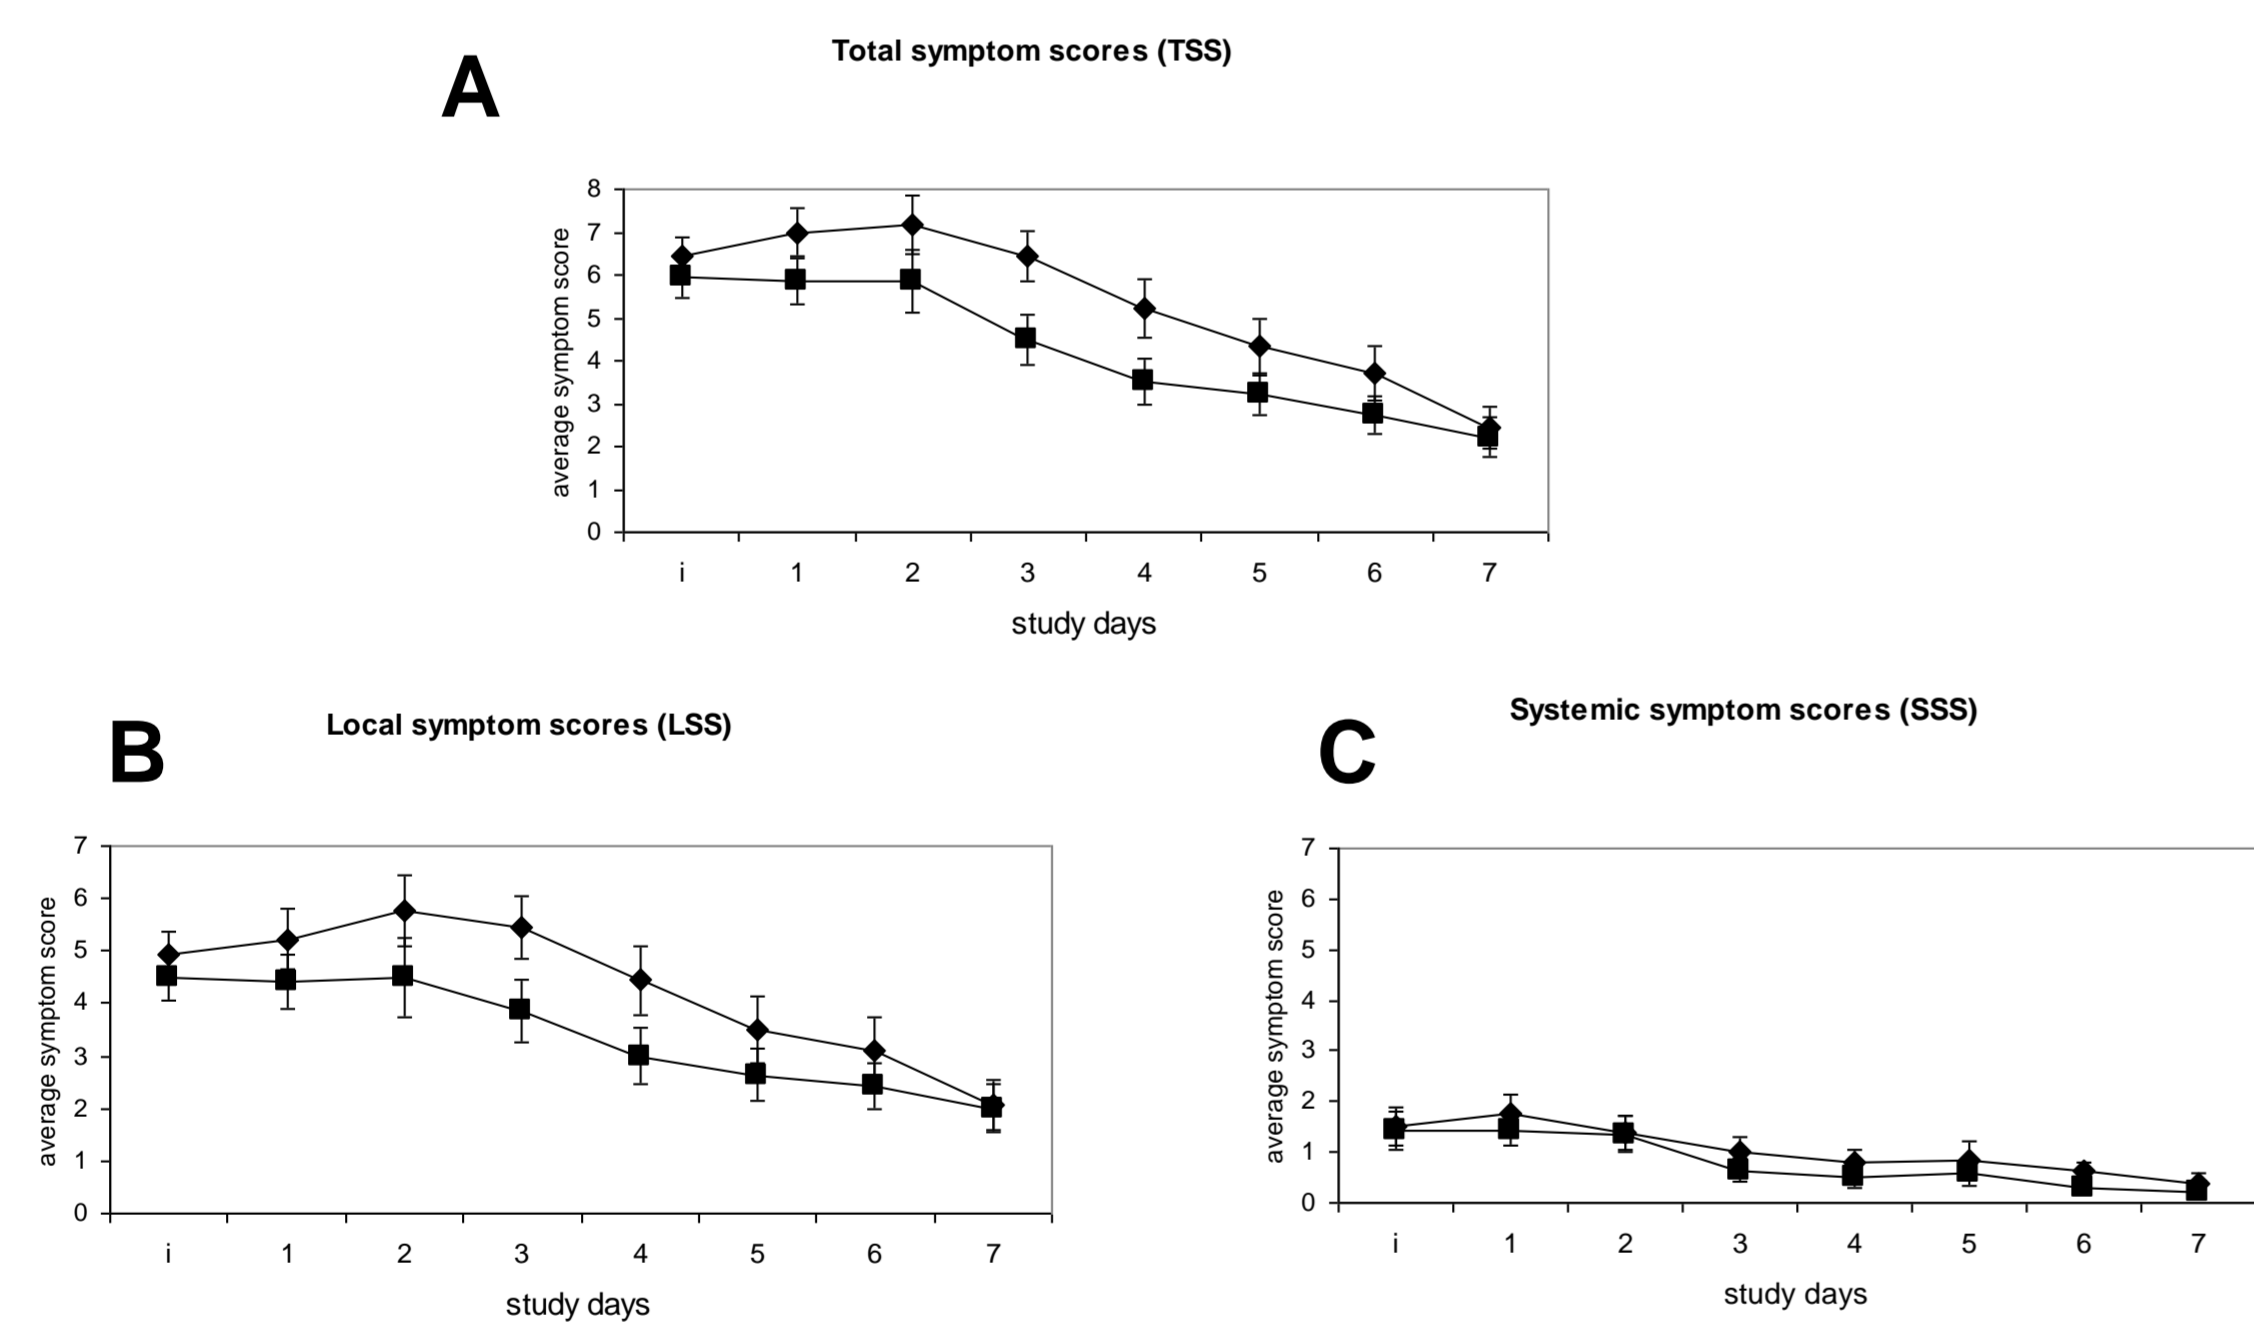 A
Total symptom scores (TSS)
average symptom score
8
7
6
5
4
3
2
1
0
i 1 2 3 4 5 6 7
study days
B
Local symptom scores (LSS)
average symptom score
7
6
5
4
3
2
1
0
i 1 2 3 4 5 6 7
study days
C
Systemic symptom scores (SSS)
average symptom score
7
6
5
4
3
2
1
0
i 1 2 3 4 5 6 7
study days